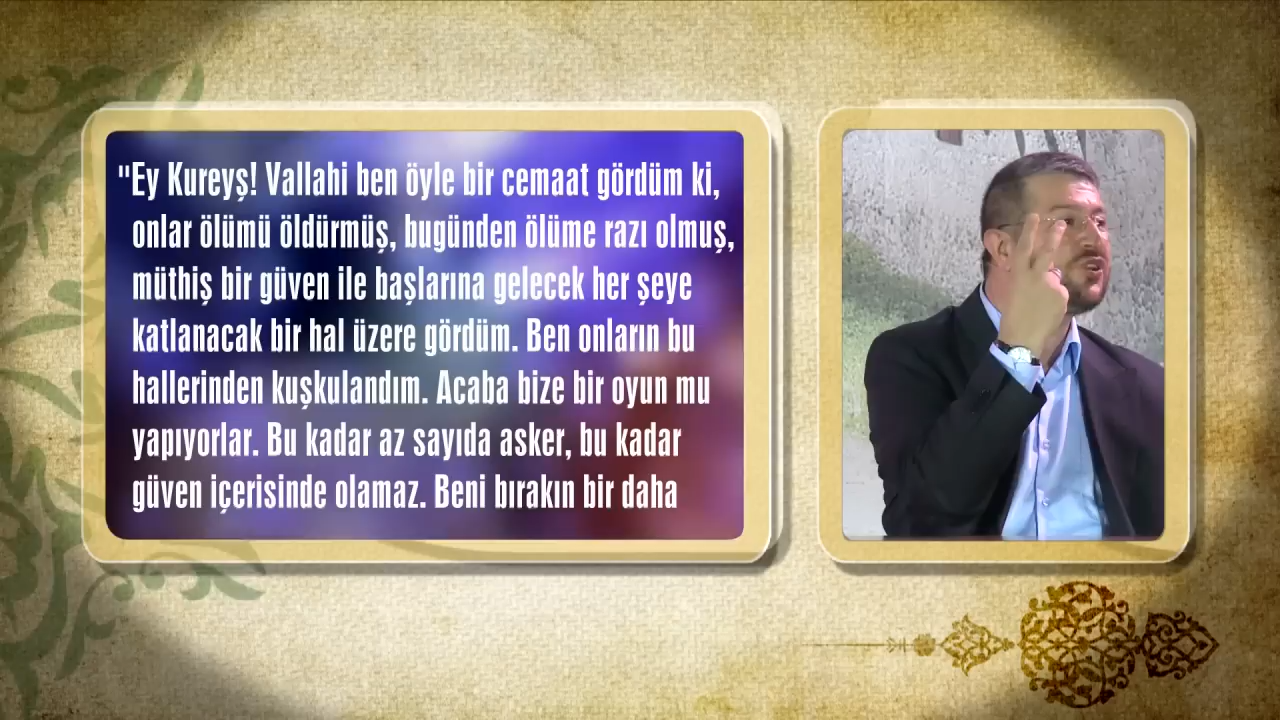 "Ey Kureyş! Vallahi ben öyle bir cemaat gördüm ki,
onlar ölümü öldürmüş, bugünden ölüme razı olmuş,
müthiş bir güven ile başlarına gelecek her şeye
katlanacak bir hal üzere gördüm. Ben onların bu
hallerinden kuşkulandım. Acaba bize bir oyun mu
yapıyorlar. Bu kadar az sayıda asker, bu kadar
güven içerisinde olamaz. Beni bırakın bir daha